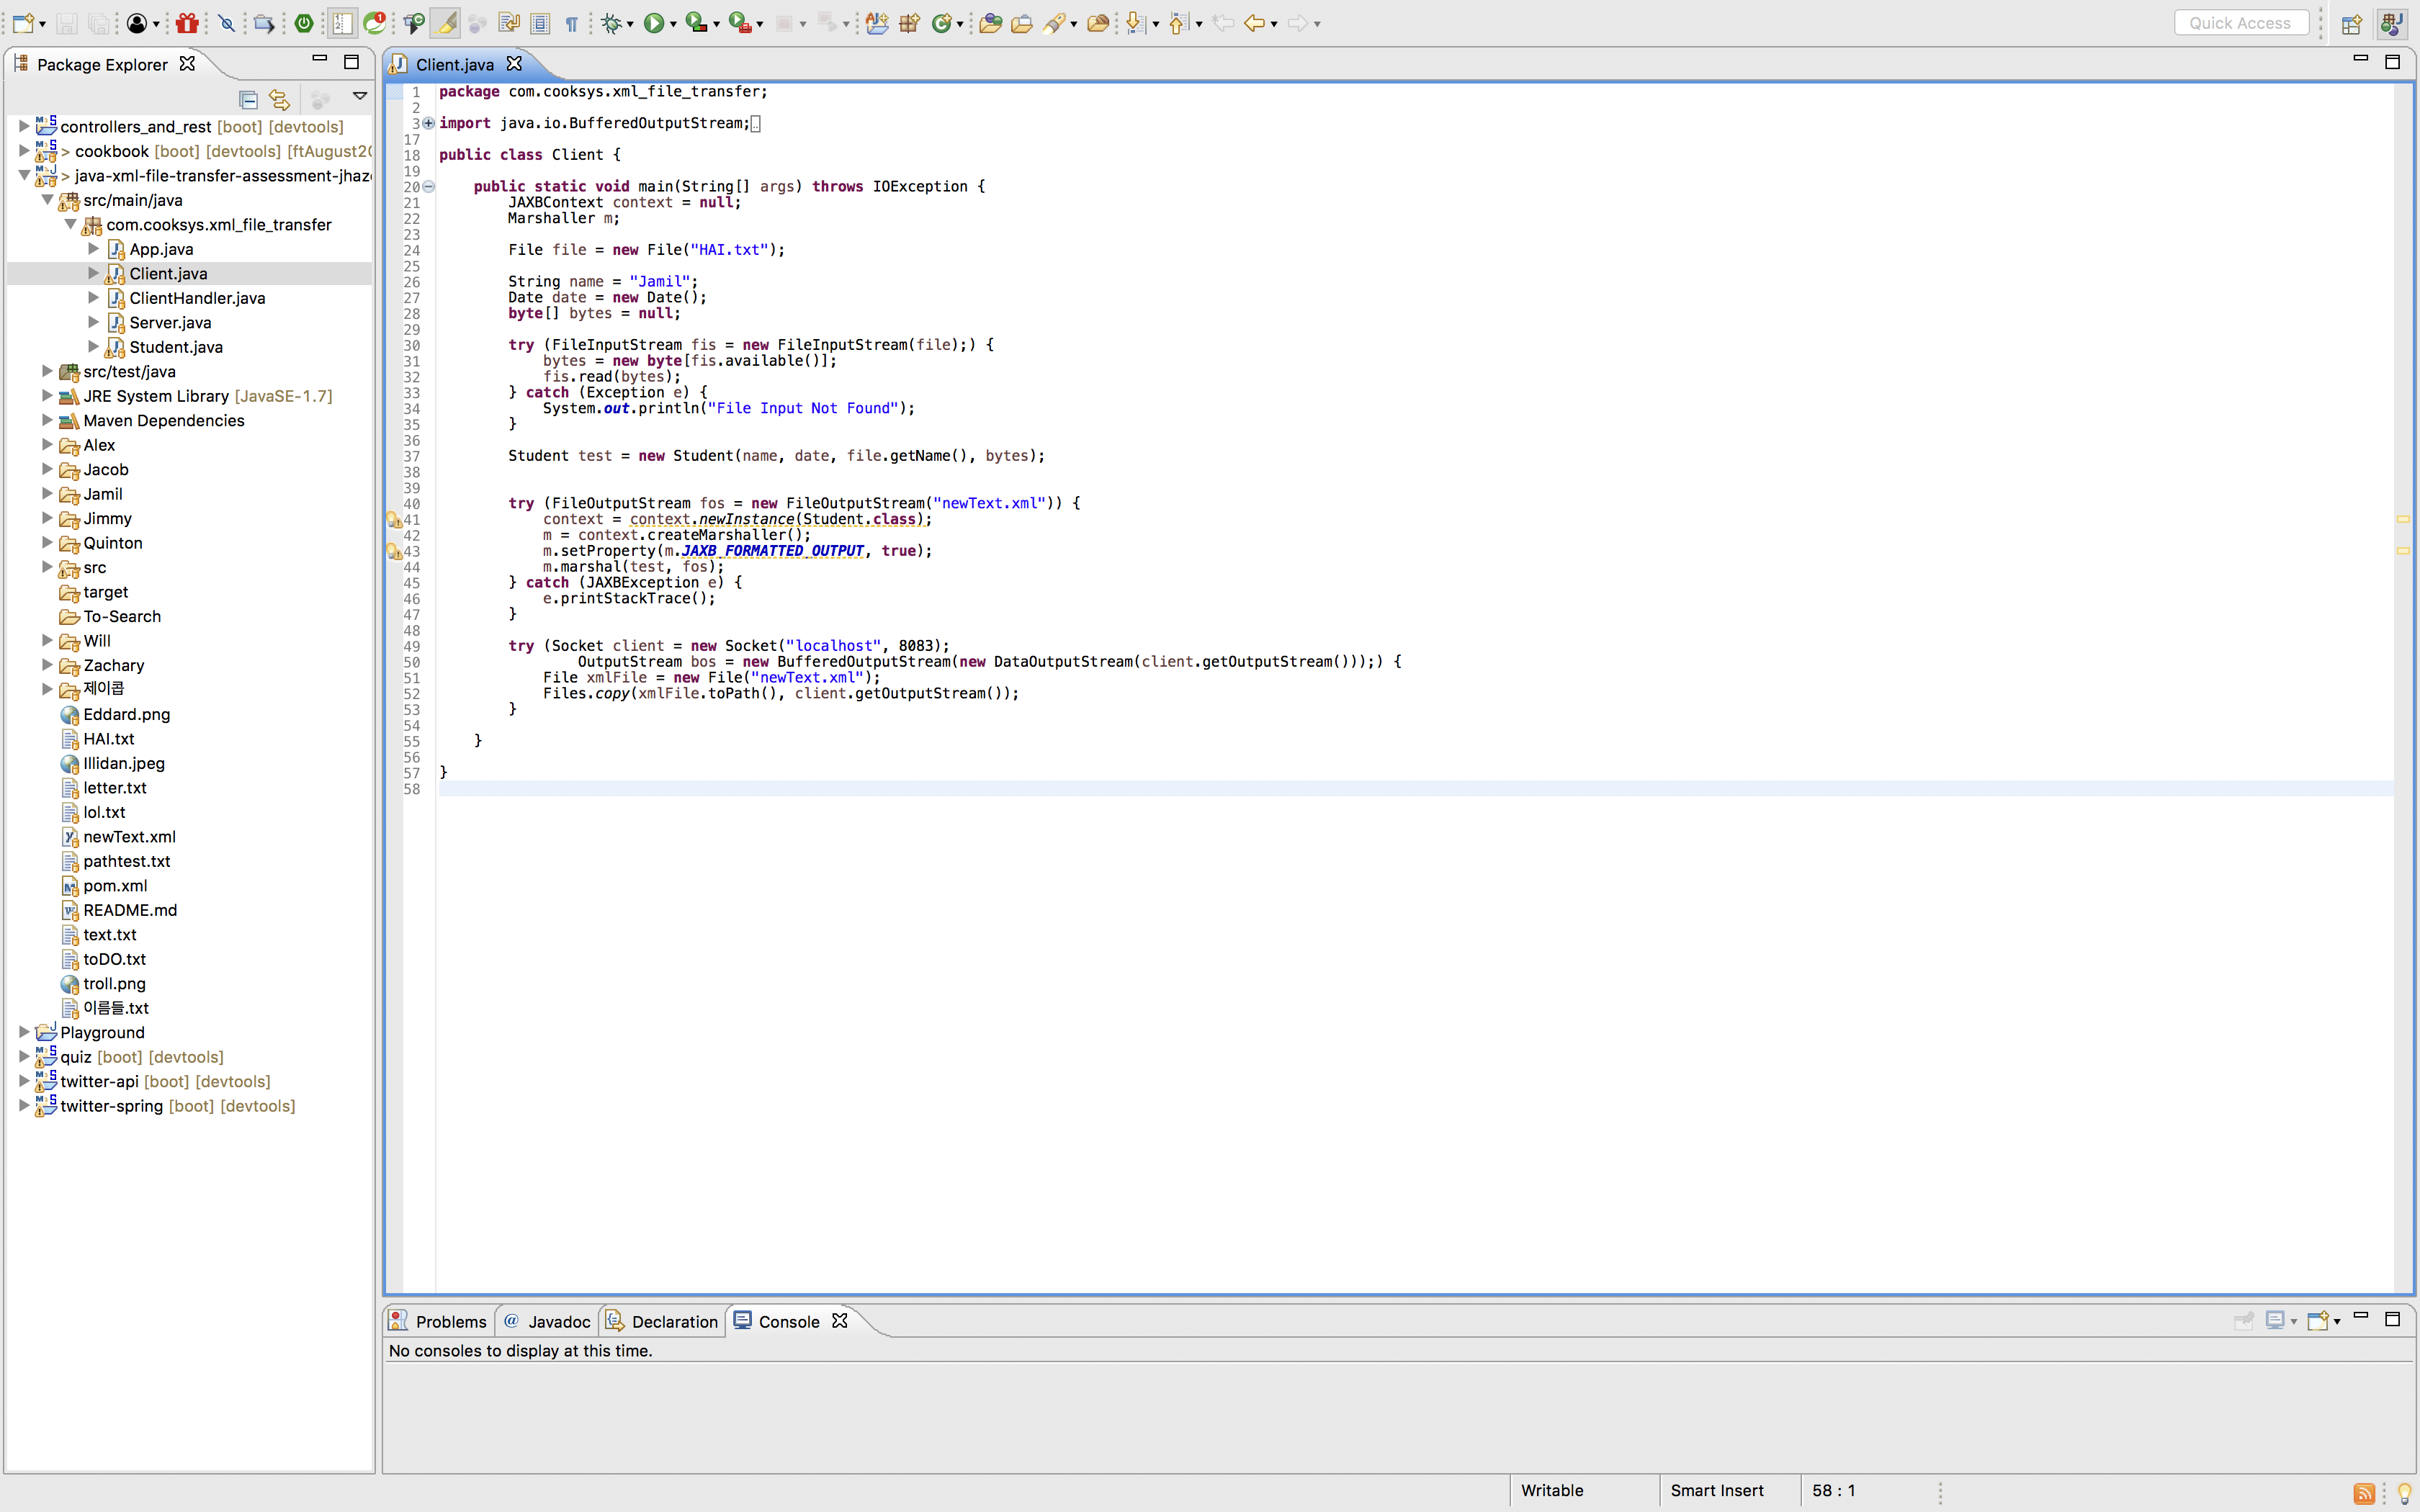 Quick Access
Package Explorer
controllers_and_rest [boot] [devtools]
> cookbook [boot] [devtools] [ftAugust20
> java-xml-file-transfer-assessment-jhaze
src/main/java
com.cooksys.xml_file_transfer
App.java
Client.java
ClientHandler.java
Server.java
Student.java
src/test/java
JRE System Library [JavaSE-1.7]
Maven Dependencies
Alex
Jacob
Jamil
Jimmy
Quinton
src
target
To-Search
Will
Zachary
제이콥
Eddard.png
HAI.txt
Illidan.jpeg
letter.txt
lol.txt
newText.xml
pathtest.txt
pom.xml
README.md
text.txt
toDO.txt
troll.png
이름들.txt
Playground
quiz [boot] [devtools]
twitter-api [boot] [devtools]
twitter-spring [boot] [devtools]
Client.java
1 package com.cooksys.xml_file_transfer;
2
3 import java.io.BufferedOutputStream;
17
18 public class Client {
19
20 public static void main(String[] args) throws IOException {
21 JAXBContext context = null;
22 Marshaller m;
23
24 File file = new File("HAI.txt");
25
26 String name = "Jamil";
27 Date date = new Date();
28 byte[] bytes = null;
29
30 try (FileInputStream fis = new FileInputStream(file);) {
31 bytes = new byte[fis.available()];
32 fis.read(bytes);
33 } catch (Exception e) {
34 System.out.println("File Input Not Found");
35 }
36
37 Student test = new Student(name, date, file.getName(), bytes);
38
39
40 try (FileOutputStream fos = new FileOutputStream("newText.xml")) {
41 context = context.newInstance(Student.class);
42 m = context.createMarshaller();
43 m.setProperty(m.JAXB_FORMATTED_OUTPUT, true);
44 m.marshal(test, fos);
45 } catch (JAXBException e) {
46 e.printStackTrace();
47 }
48
49 try (Socket client = new Socket("localhost", 8083);
50 OutputStream bos = new BufferedOutputStream(new DataOutputStream(client.getOutputStream()));) {
51 File xmlFile = new File("newText.xml");
52 Files.copy(xmlFile.toPath(), client.getOutputStream());
53 }
54
55 }
56
57 }
58
Problems @ Javadoc Declaration Console
No consoles to display at this time.
Writable Smart Insert 58 : 1